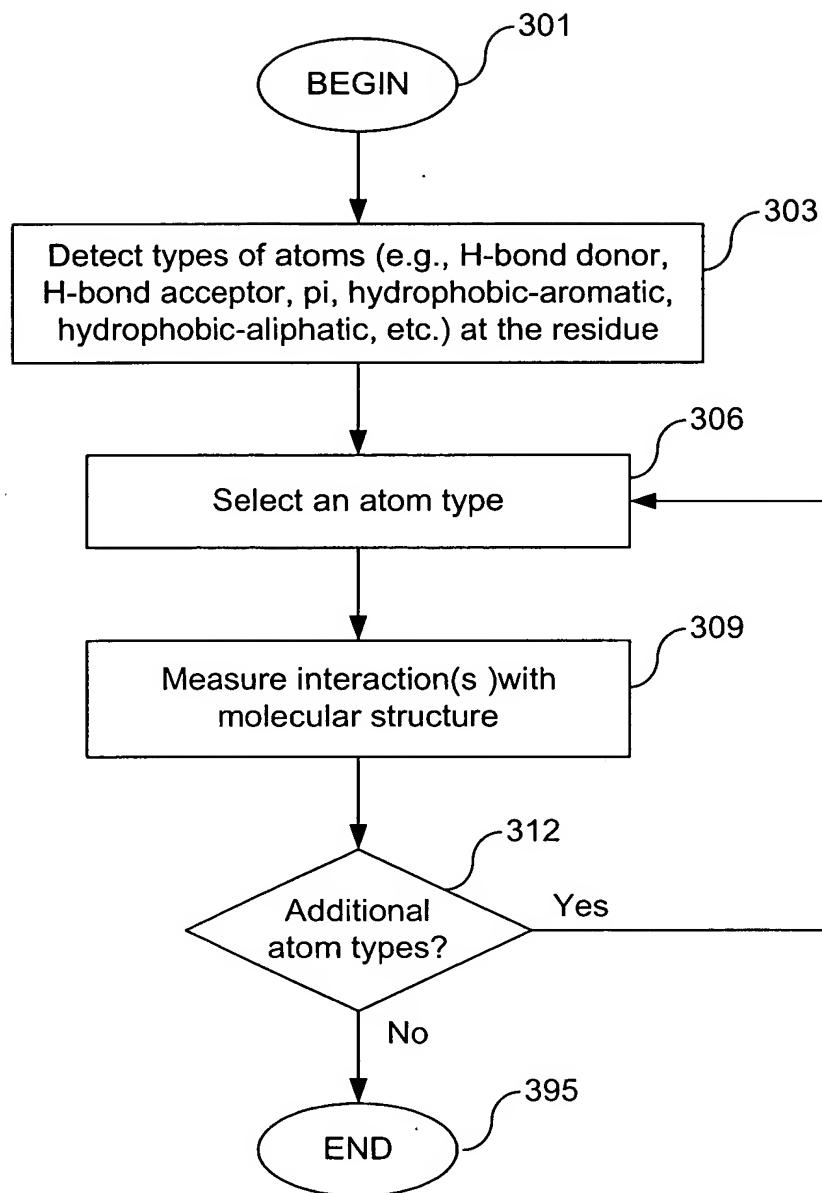 301
BEGIN
303
Detect types of atoms (e.g., H-bond donor,
H-bond acceptor, pi, hydrophobic-aromatic,
hydrophobic-aliphatic, etc.) at the residue
306
Select an atom type
309
Measure interaction(s )with
molecular structure
312
Additional
atom types?
Yes
No
395
END